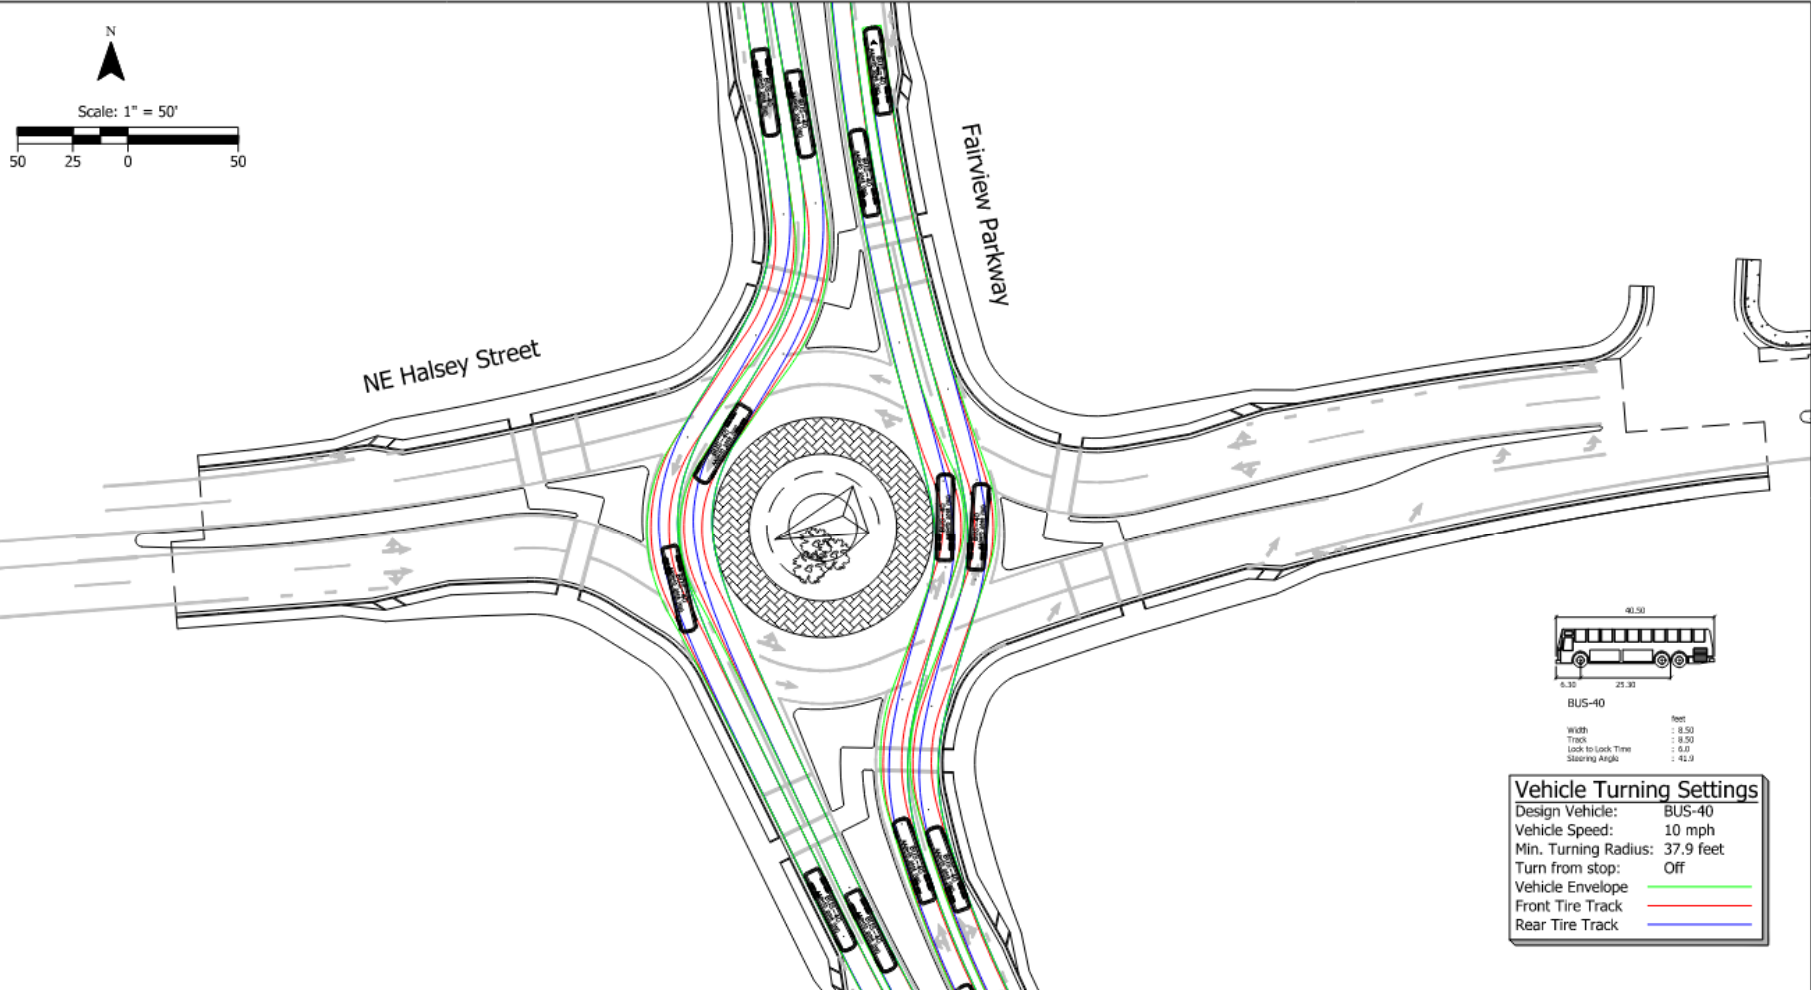 N
Scale: 1" = 50'
50 25 0 50
Fairview Parkway
NE Halsey Street
40.50
6.30 25.30
BUS-40
feet
Width : 8.50
Track : 8.50
Lock to Lock Time : 6.0
Steering Angle : 41.9
Vehicle Turning Settings
Design Vehicle: BUS-40
Vehicle Speed: 10 mph
Min. Turning Radius: 37.9 feet
Turn from stop: Off
Vehicle Envelope
Front Tire Track
Rear Tire Track